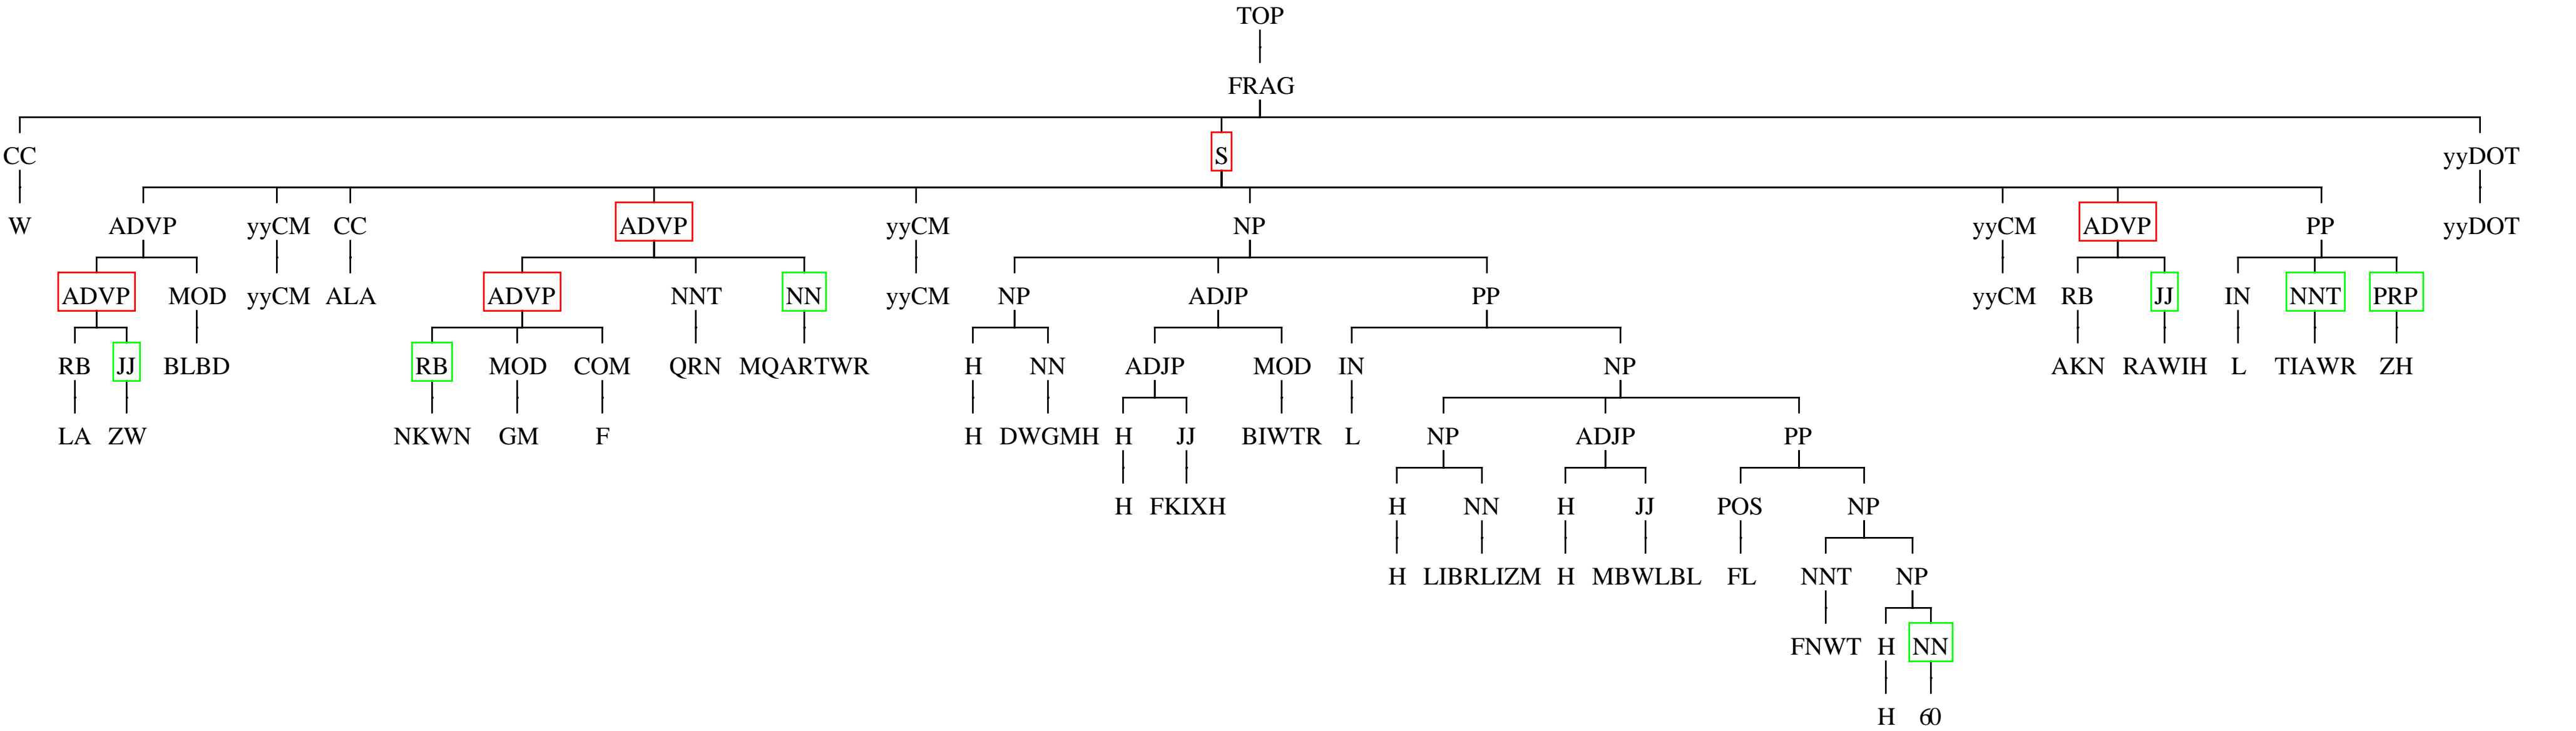 TOP
FRAG
CC S yyDOT
W ADVP yyCM CC ADVP yyCM NP yyCM ADVP PP yyDOT
ADVP MOD yyCM ALA ADVP NNT NN yyCM NP ADJP PP yyCM RB JJ IN NNT PRP
RB JJ BLBD RB MOD COM QRN MQARTWR H NN ADJP MOD IN NP AKN RAWIH L TIAWR ZH
LA ZW NKWN GM F H DWGMH H JJ BIWTR L NP ADJP PP
H FKIXH H NN H JJ POS NP
H LIBRLIZM H MBWLBL FL NNT NP
FNWT H NN
H 60